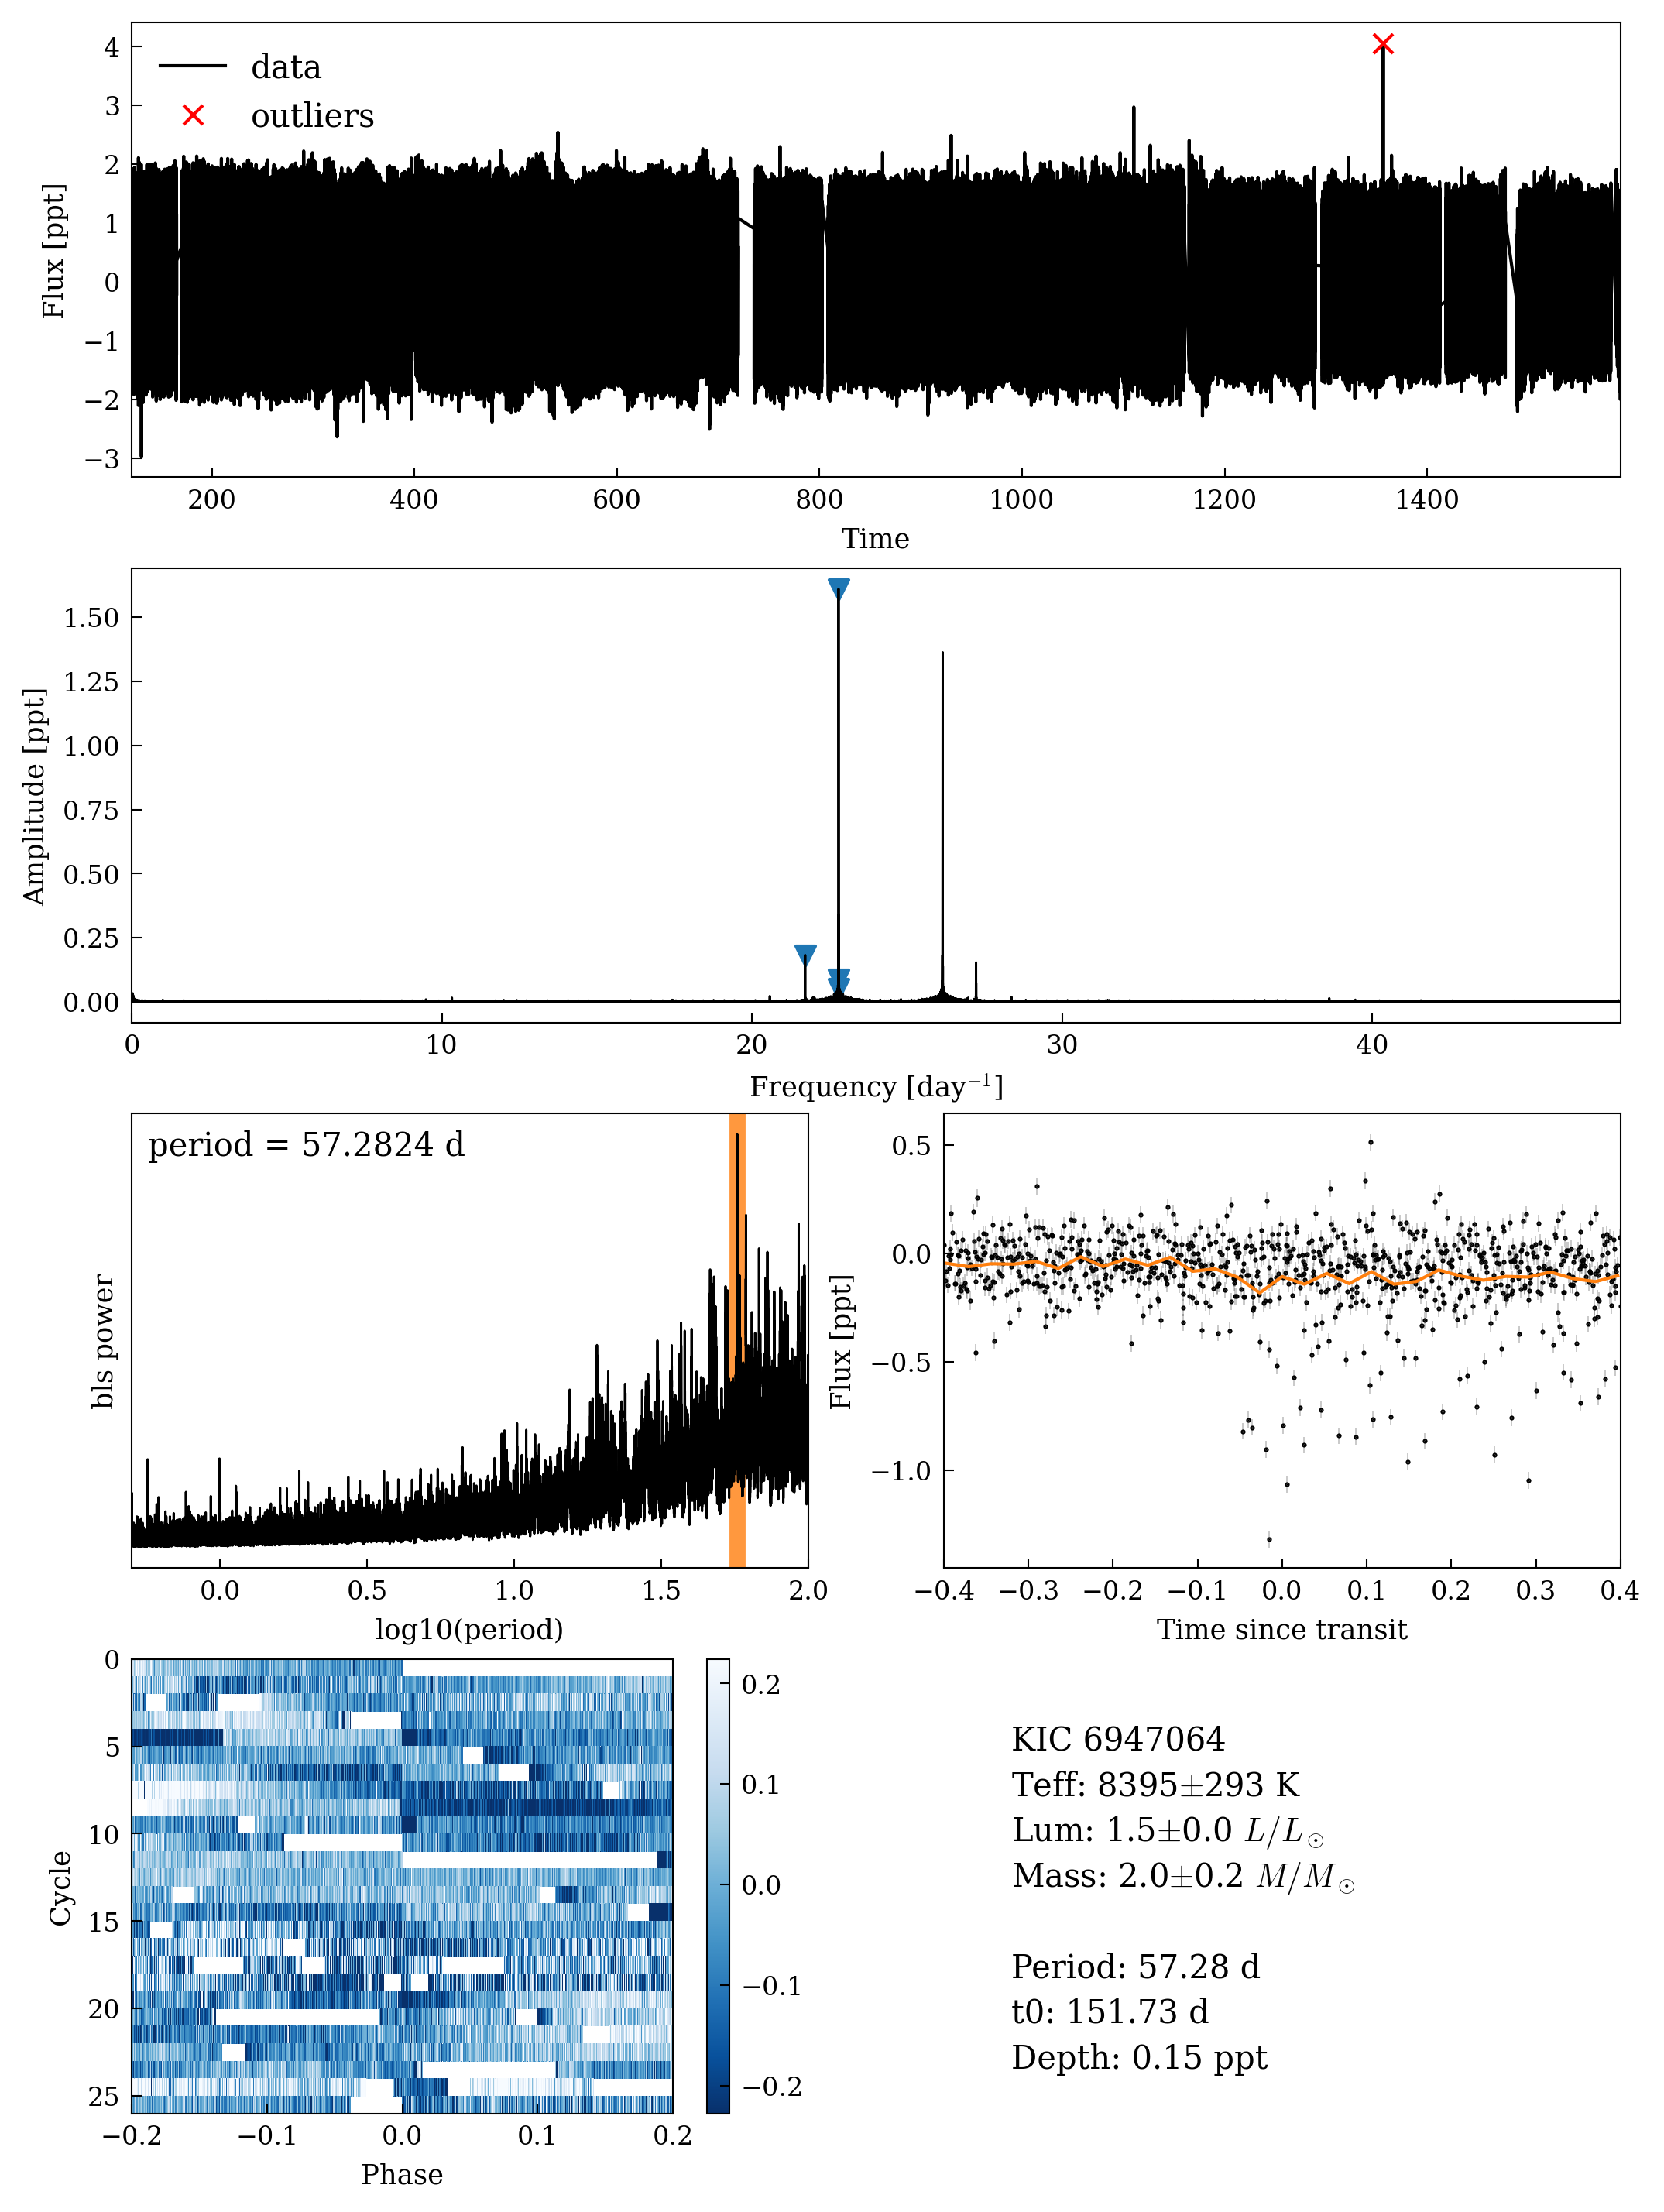 data
outliers
4
3
2
1
0
−1
−2
−3
Flux [ppt]
200 400 600 800 1000 1200 1400
Time
1.50
1.25
1.00
0.75
0.50
0.25
0.00
Amplitude [ppt]
0 10 20 30 40
Frequency [day⁻¹]
period = 57.2824 d
bls power
0.0 0.5 1.0 1.5 2.0
log10(period)
0.5
0.0
−0.5
−1.0
Flux [ppt]
−0.4 −0.3 −0.2 −0.1 0.0 0.1 0.2 0.3 0.4
Time since transit
0
5
10
15
20
25
Cycle
−0.2 −0.1 0.0 0.1 0.2
Phase
0.2
0.1
0.0
−0.1
−0.2
KIC 6947064
Teff: 8395±293 K
Lum: 1.5±0.0 L/L⊙
Mass: 2.0±0.2 M/M⊙
Period: 57.28 d
t0: 151.73 d
Depth: 0.15 ppt